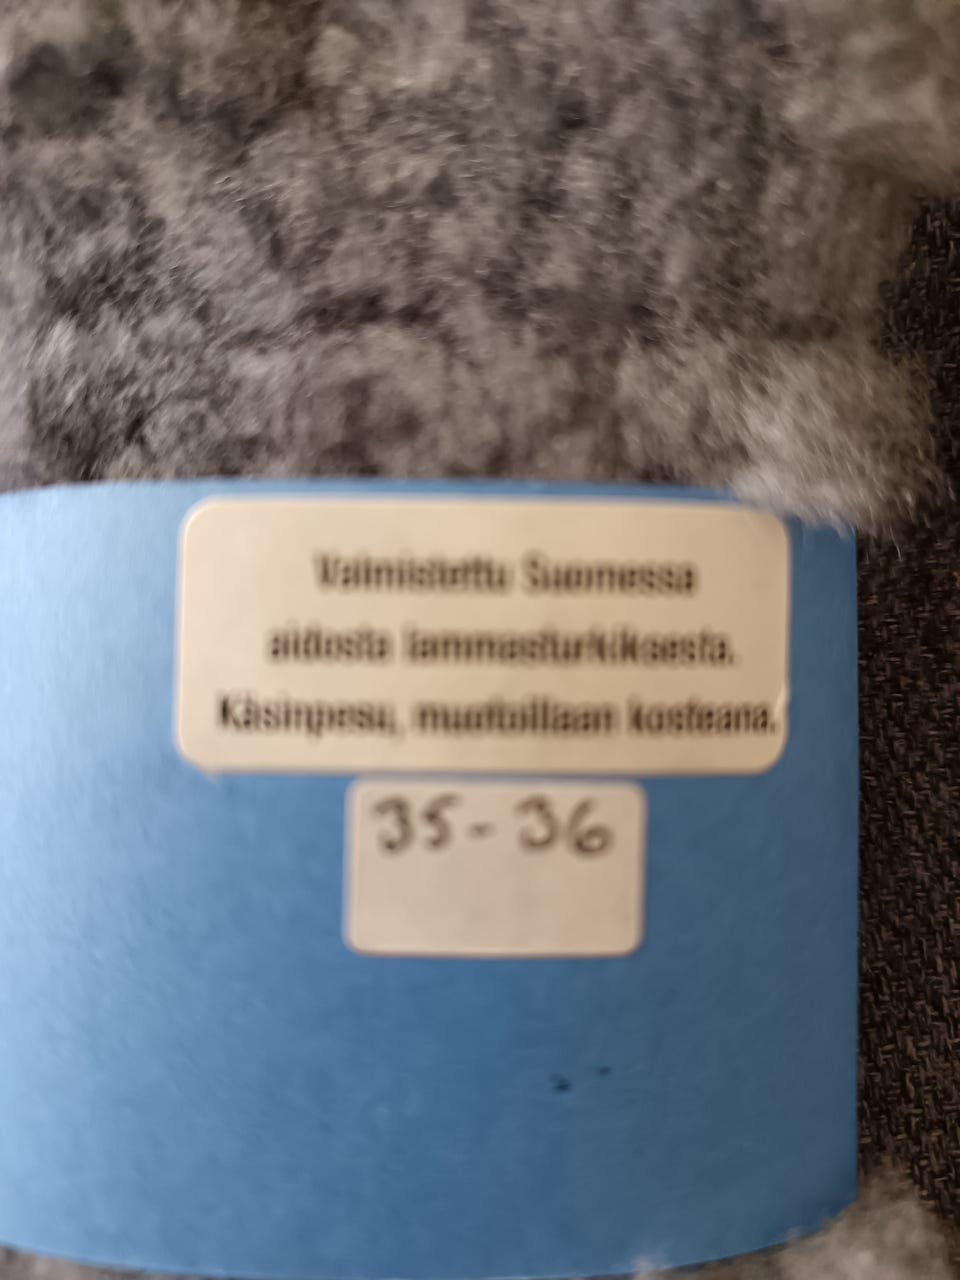 Valmistettu Suomessa
aidosta lammasturkiksesta.
Käsinpesu, muotoillaan kosteana.
35-36